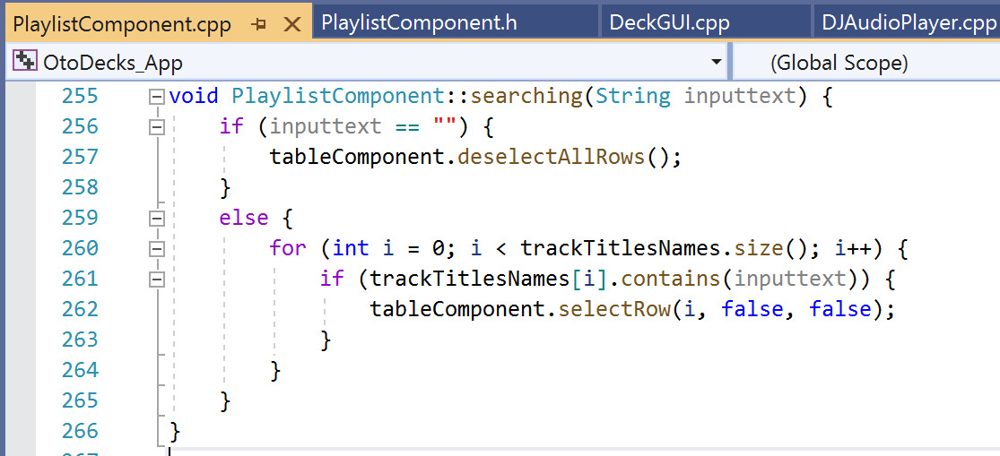 PlaylistComponent.cpp PlaylistComponent.h DeckGUI.cpp DJAudioPlayer.cpp
OtoDecks_App (Global Scope)
255 void PlaylistComponent::searching(String inputtext) {
256 if (inputtext == "") {
257 tableComponent.deselectAllRows();
258 }
259 else {
260 for (int i = 0; i < trackTitlesNames.size(); i++) {
261 if (trackTitlesNames[i].contains(inputtext)) {
262 tableComponent.selectRow(i, false, false);
263 }
264 }
265 }
266 }